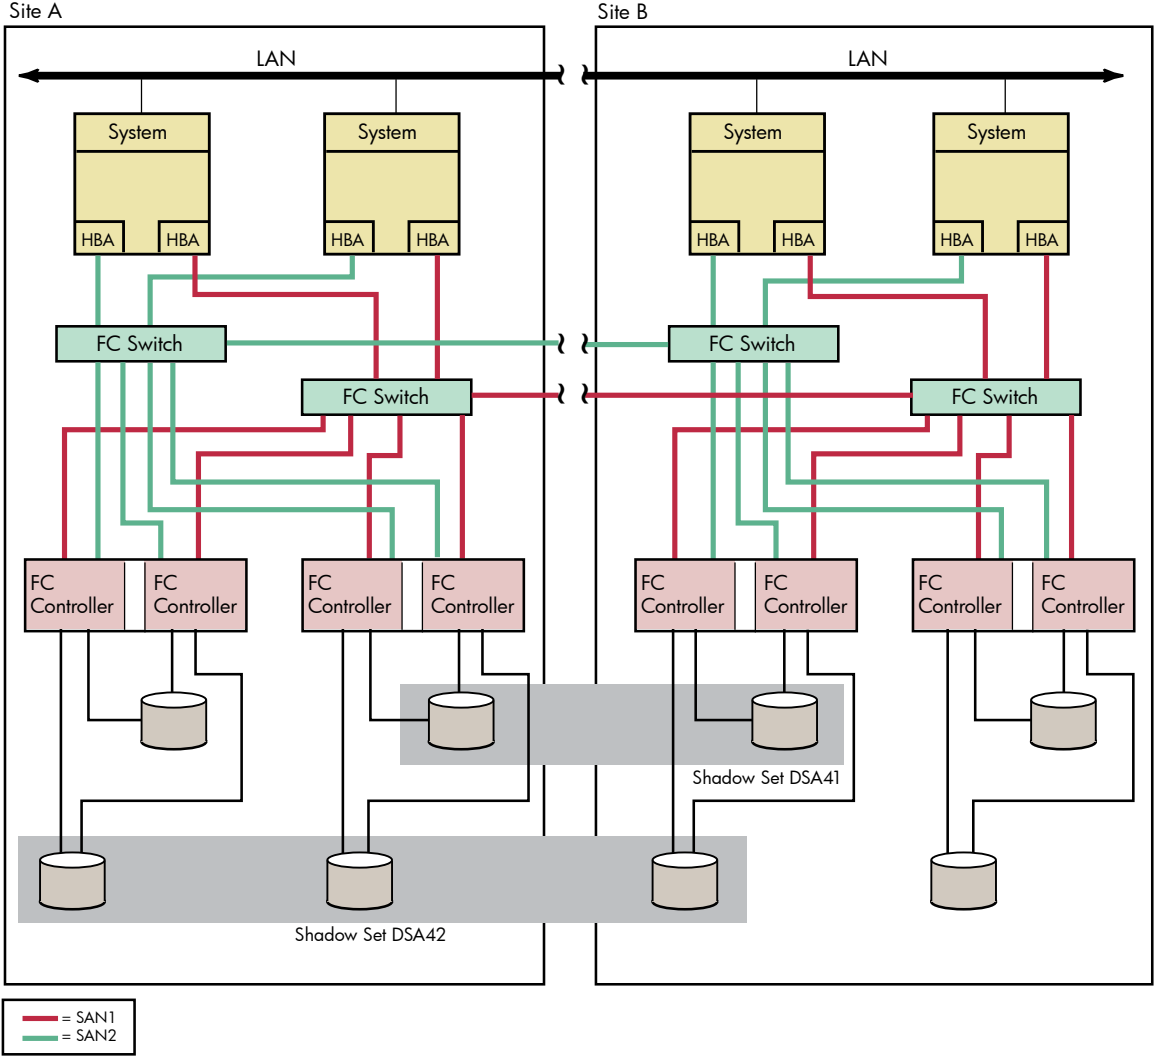 Site A
Site B
LAN
LAN
System
System
System
System
HBA
HBA
HBA
HBA
HBA
HBA
HBA
HBA
FC Switch
FC Switch
FC Switch
FC Switch
FC
Controller
FC
Controller
FC
Controller
FC
Controller
FC
Controller
FC
Controller
FC
Controller
FC
Controller
Shadow Set DSA41
Shadow Set DSA42
= SAN1
= SAN2